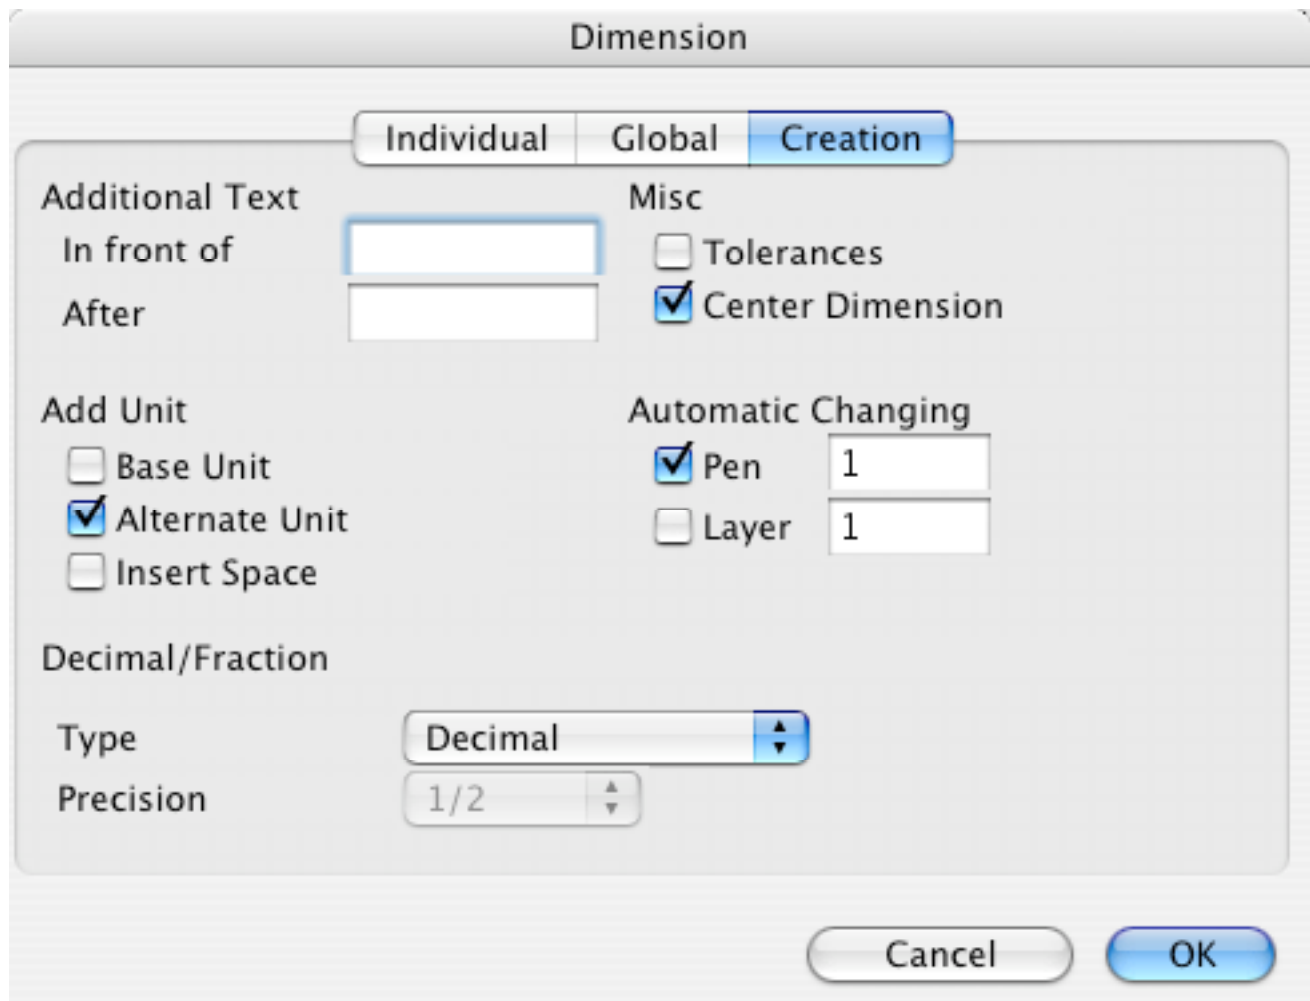 Dimension
Individual Global Creation
Additional Text
In front of
After
Misc
Tolerances
Center Dimension
Add Unit
Base Unit
Alternate Unit
Insert Space
Automatic Changing
Pen 1
Layer 1
Decimal/Fraction
Type Decimal
Precision 1/2
Cancel OK